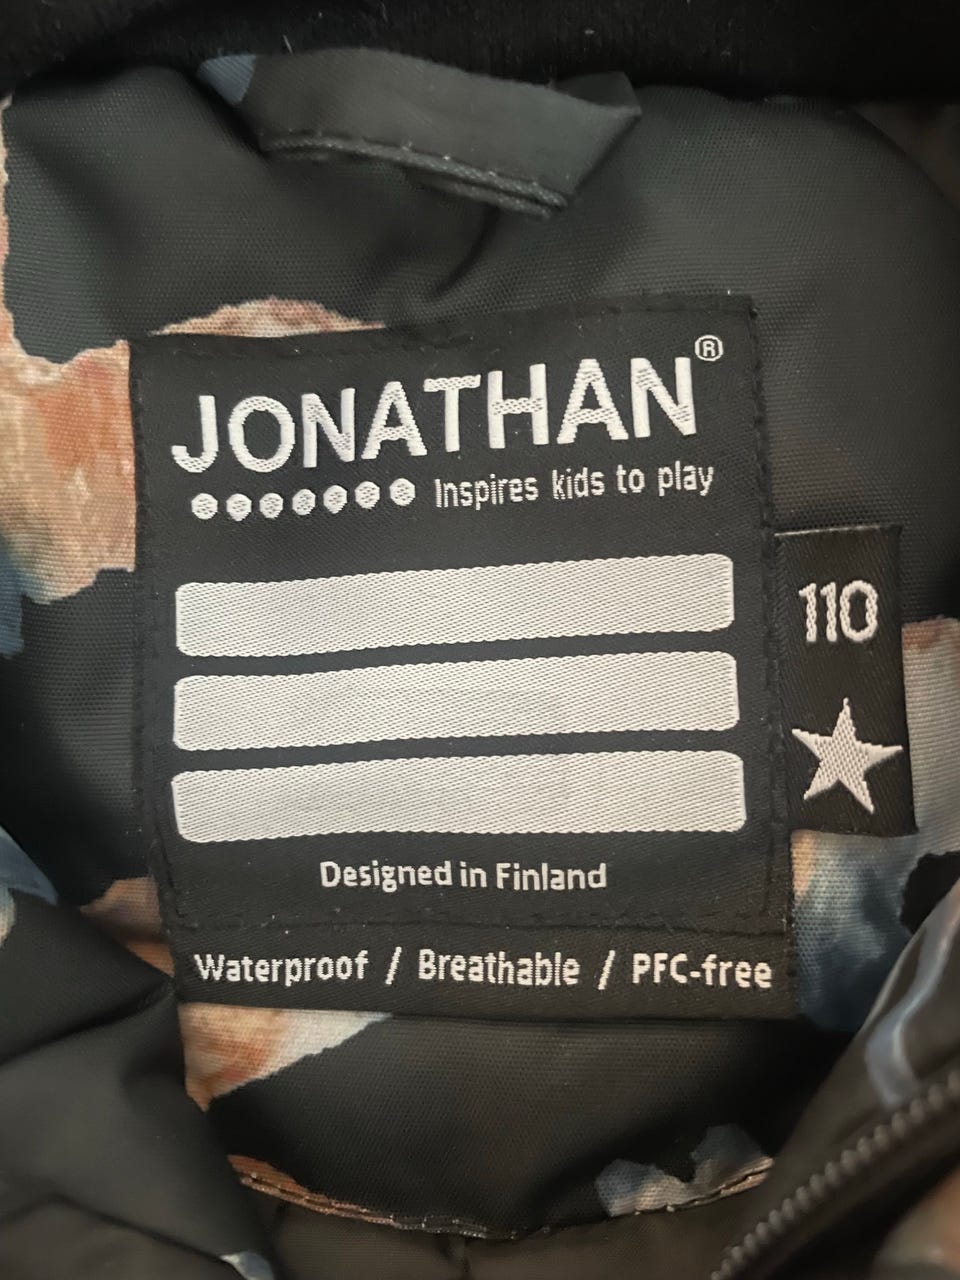 JONATHAN®
Inspires kids to play
110
Designed in Finland
Waterproof / Breathable / PFC-free